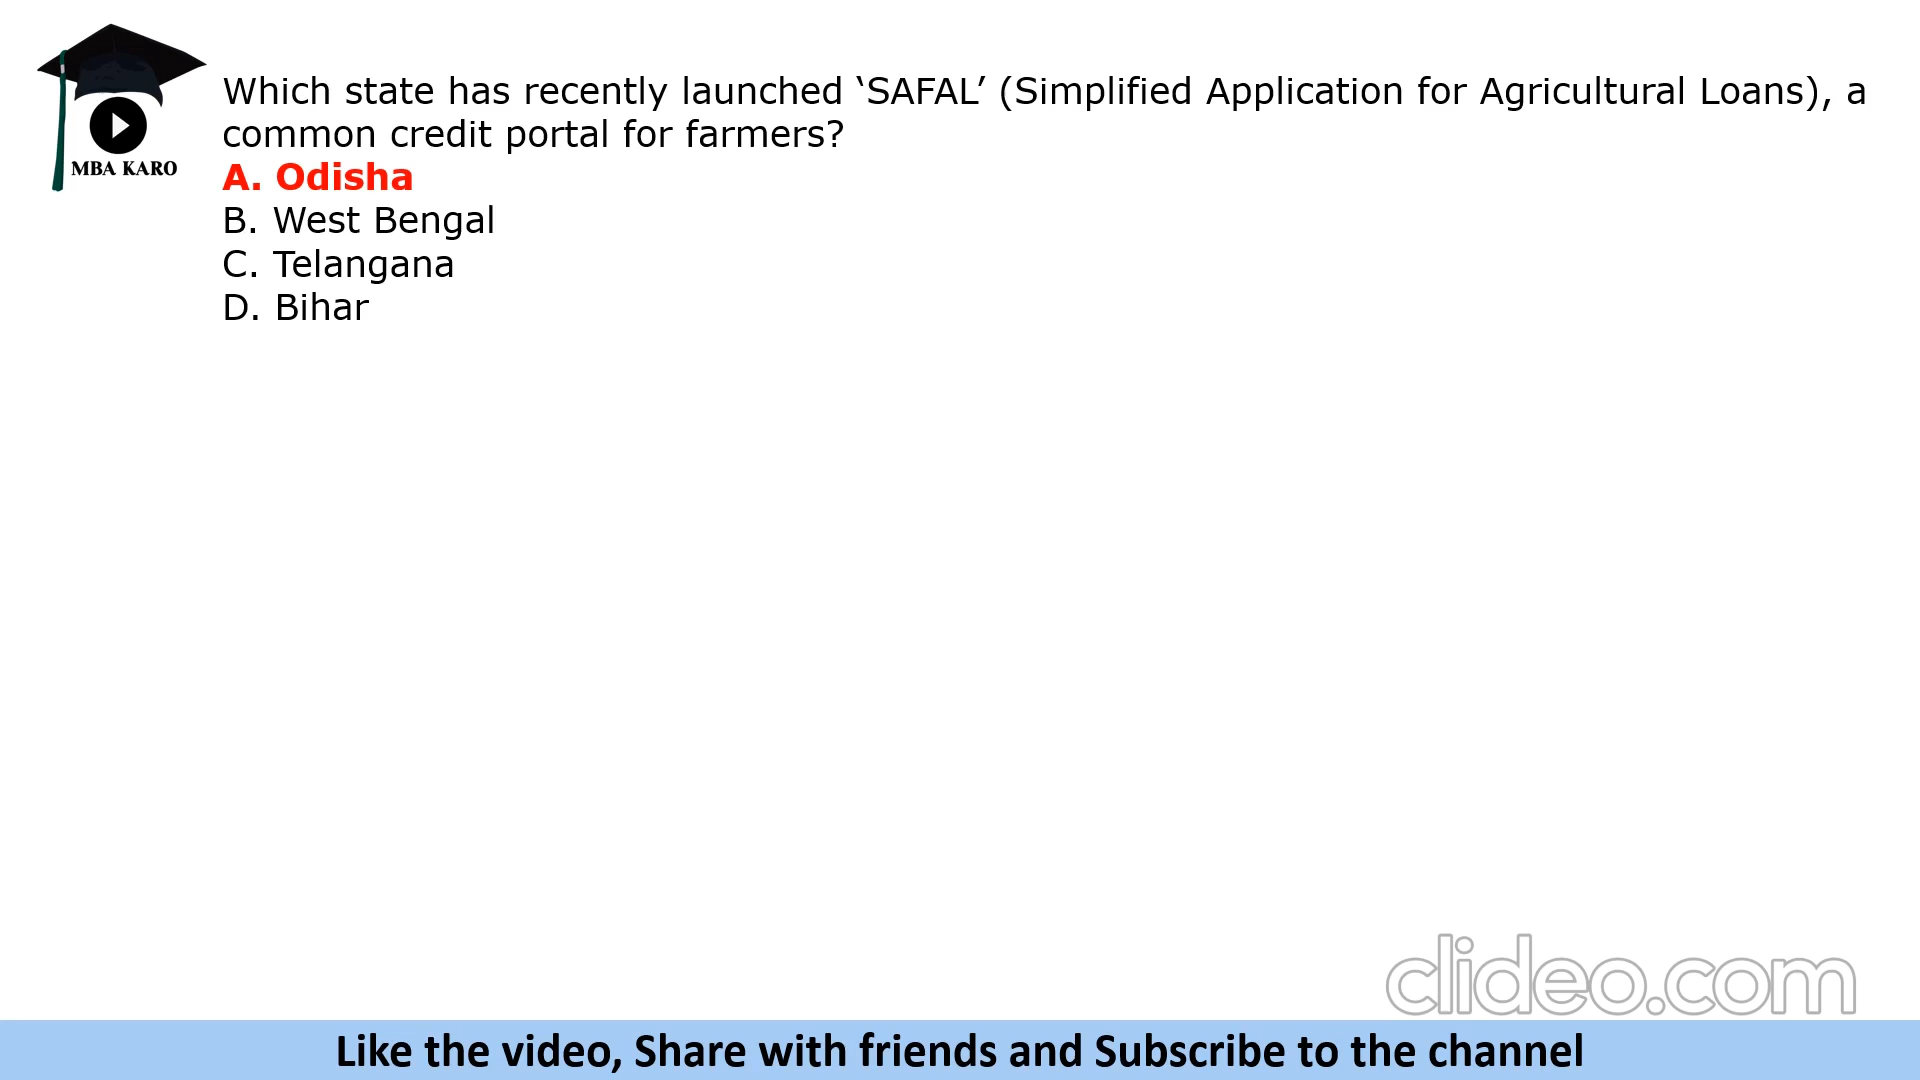 Which state has recently launched ‘SAFAL’ (Simplified Application for Agricultural Loans), a
common credit portal for farmers?
A. Odisha
B. West Bengal
C. Telangana
D. Bihar
MBA KARO
clideo.com
Like the video, Share with friends and Subscribe to the channel